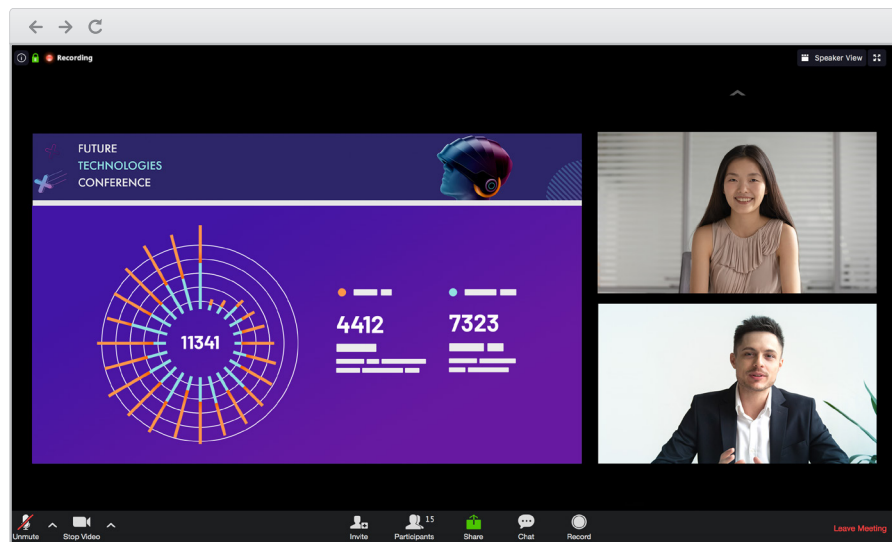 Recording
Speaker View
FUTURE
TECHNOLOGIES
CONFERENCE
11341
4412
7323
Unmute
Stop Video
Invite
Participants
15
Share
Chat
Record
Leave Meeting